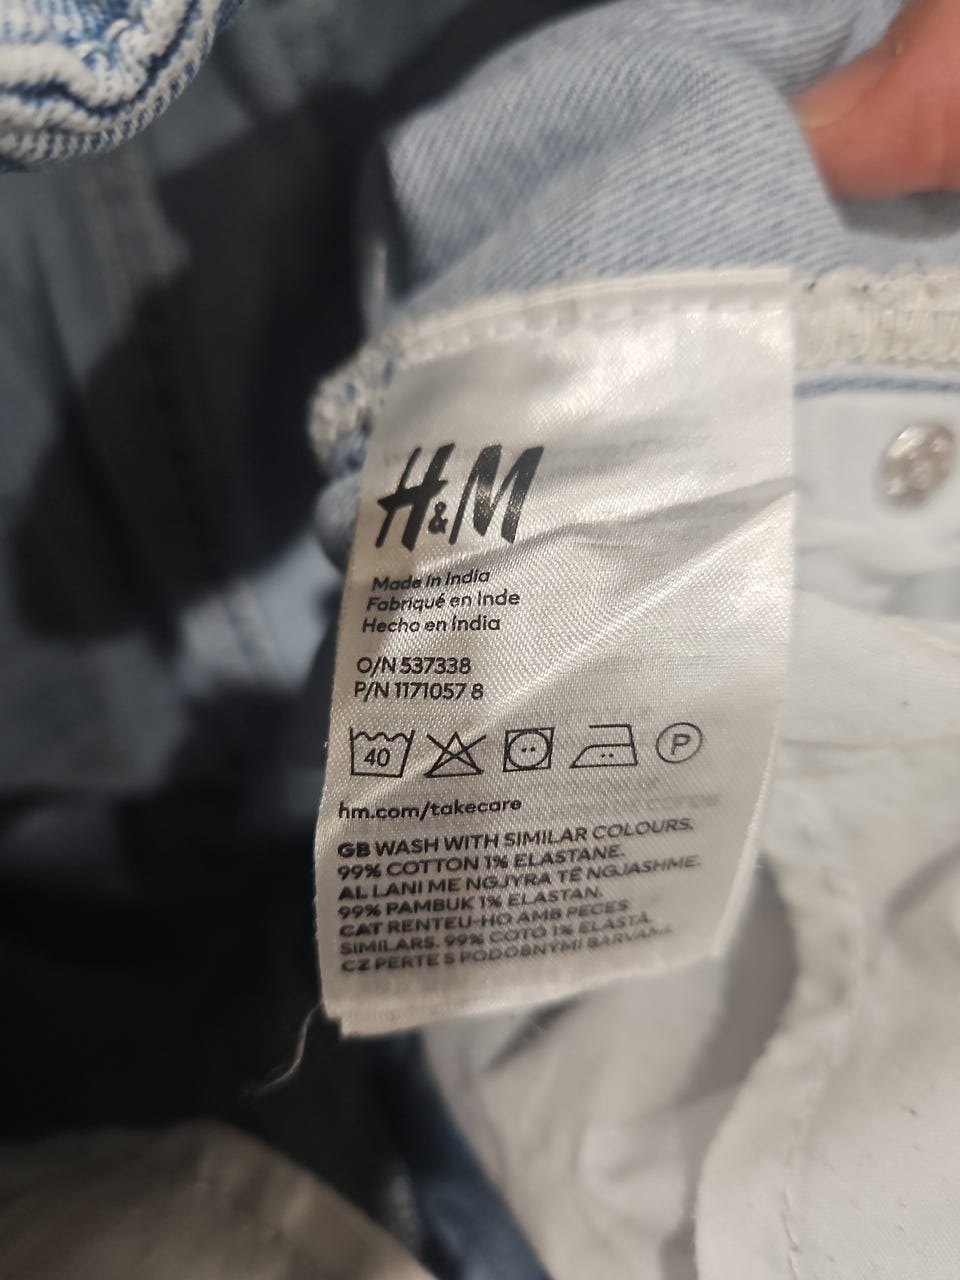 H&M
Made in India
Fabriqué en Inde
Hecho en India
O/N 537338
P/N 1171057 8
40 P
hm.com/takecare
GB WASH WITH SIMILAR COLOURS.
99% COTTON 1% ELASTANE.
AL LANI ME NGJYRA TË NGJASHME.
99% PAMBUK 1% ELASTAN.
CAT RENTEU-HO AMB PECES
SIMILARS. 99% COTÓ 1% ELASTÀ.
CZ PERTE S PODOBNÝMI BARVAMI.